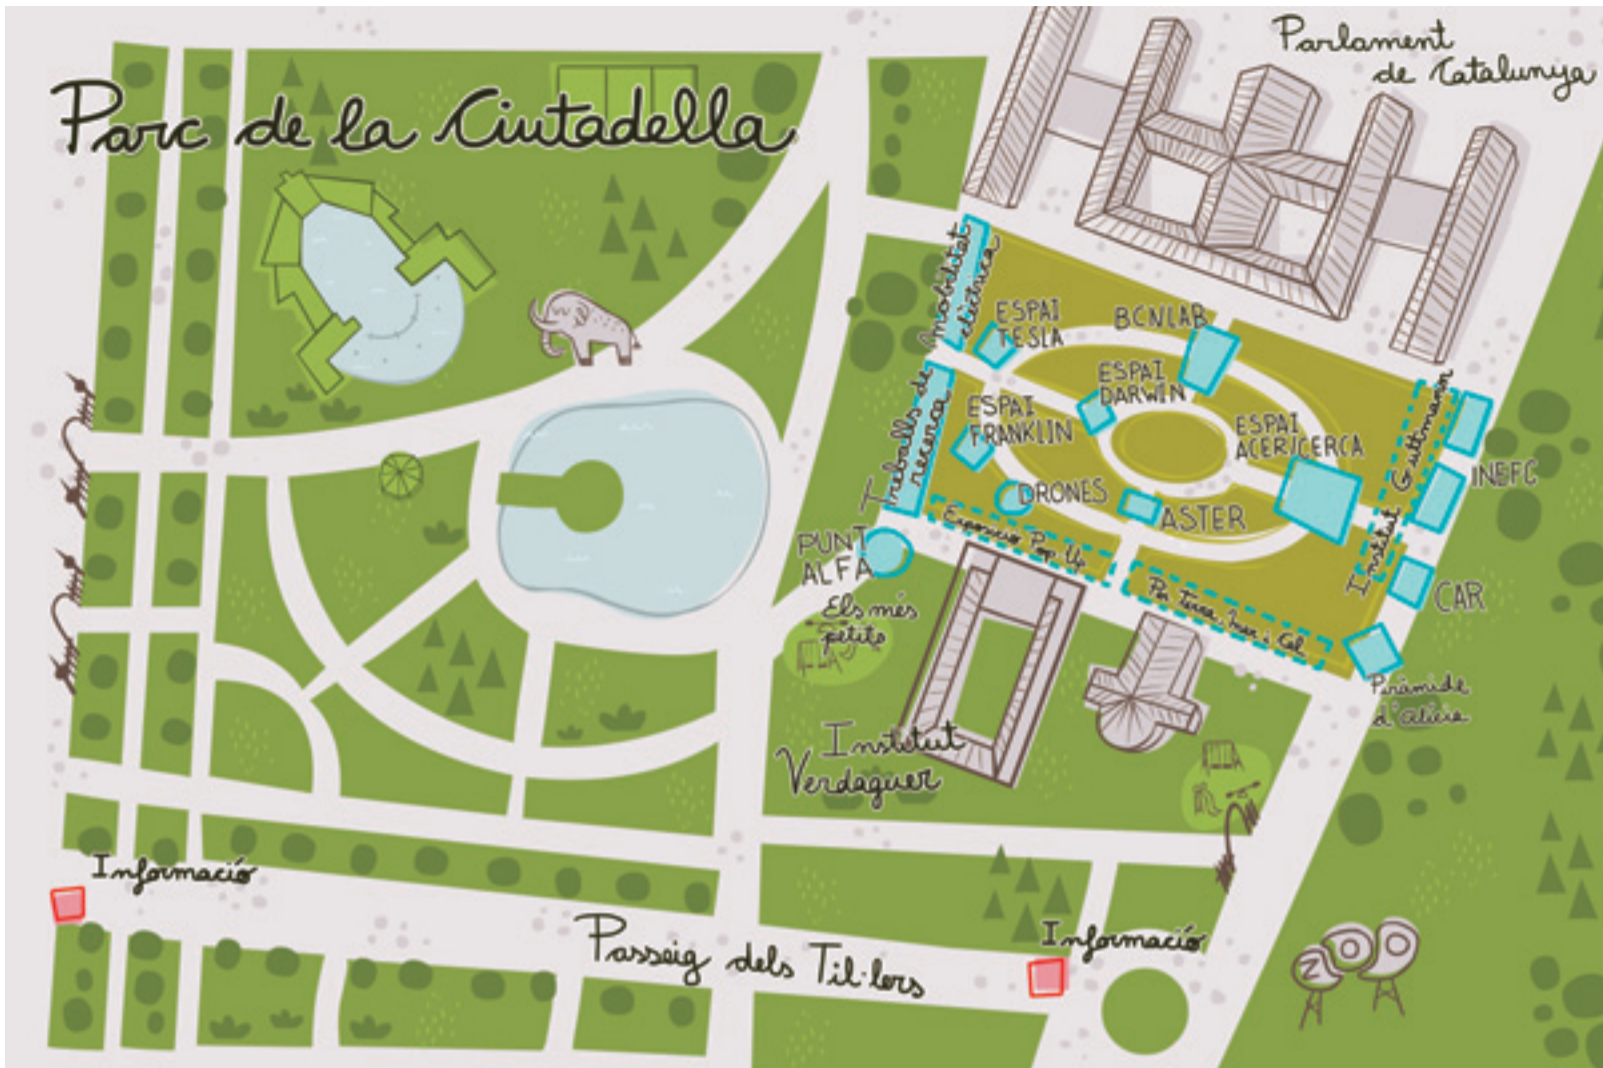 Parc de la Ciutadella
Parlament
de Catalunya
Mobilitat
elèctrica
ESPAI
TESLA
BCNLAB
ESPAI
DARWIN
ESPAI
FRANKLIN
ESPAI
ACER/CERCA
Treballs de
recerca
DRONES
ASTER
Institut Guttmann
INEFC
CAR
Exposició Pop. Up
Per terra, mar i cel
PUNT
ALFA
Els més
petits
Piràmide
d'Alícia
Institut
Verdaguer
Informació
Passeig dels Til·lers
Informació
ZOO